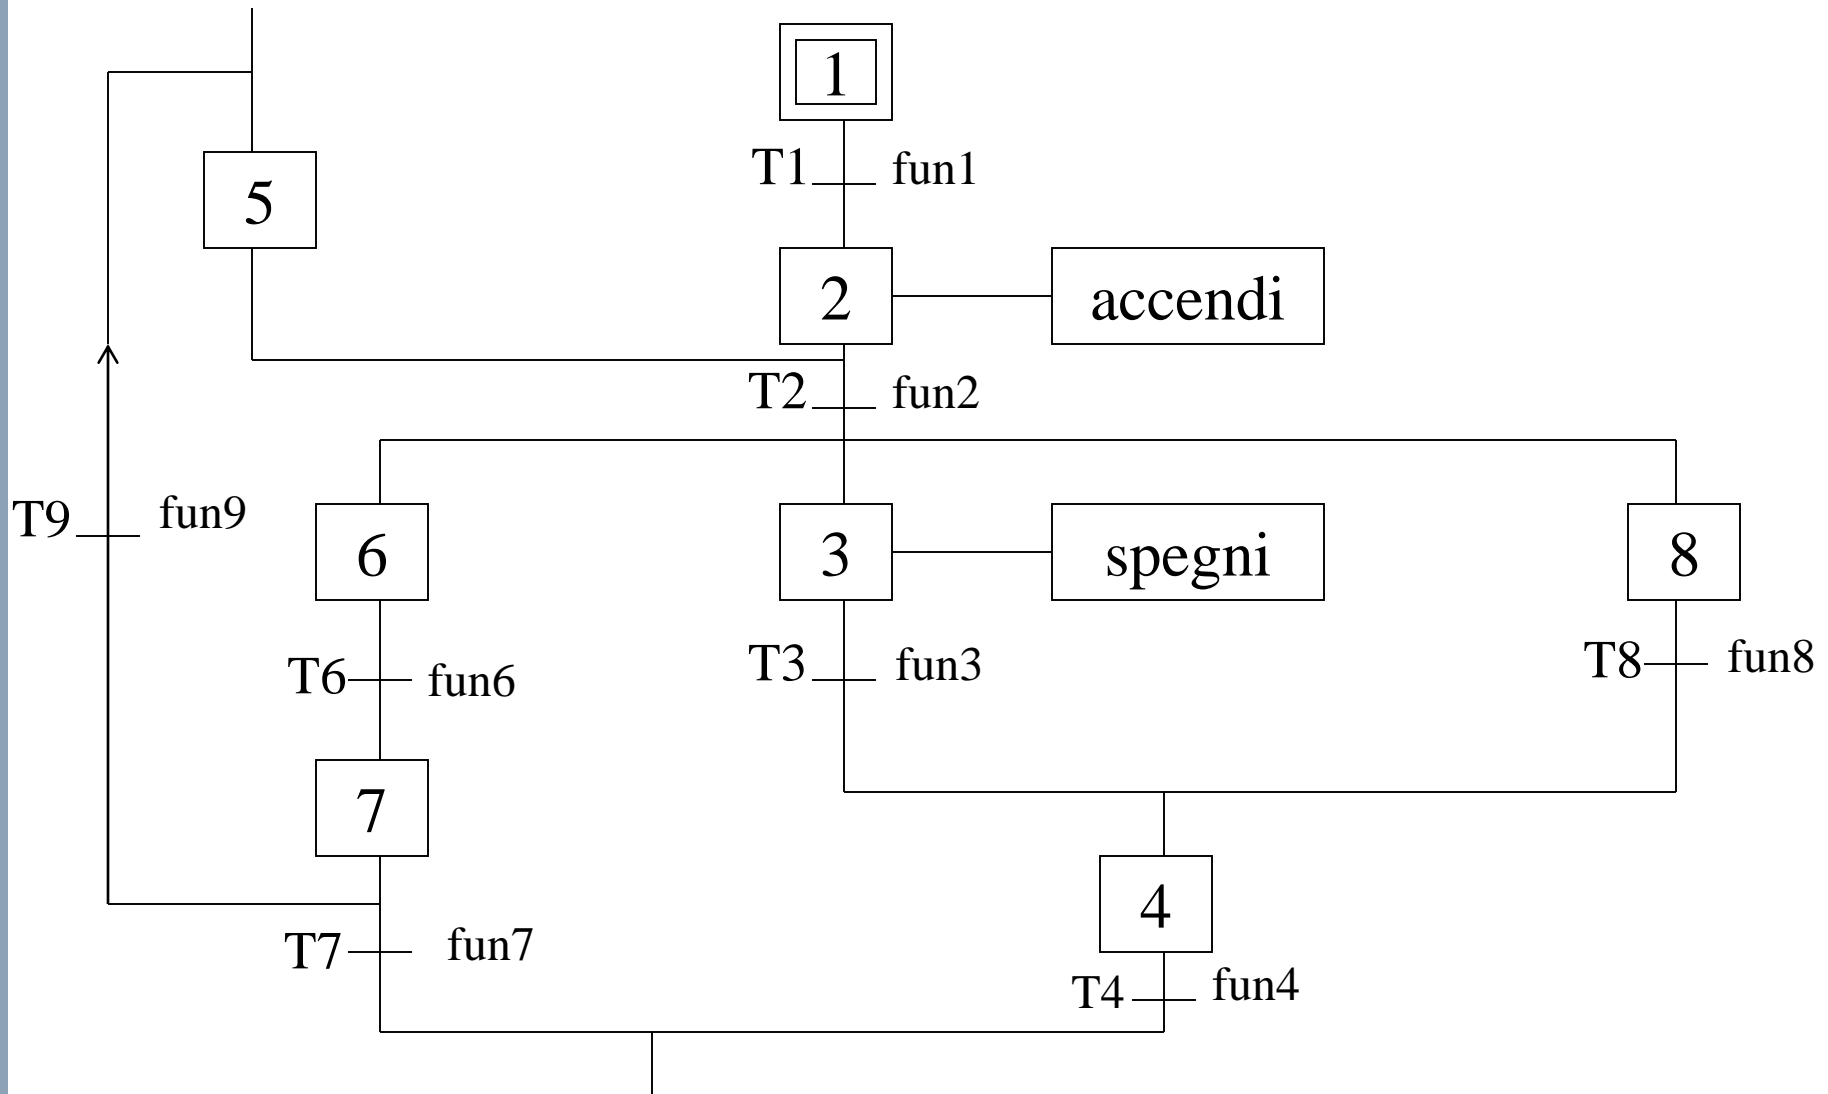 1
T1 fun1
5
2 accendi
T2 fun2
T9 fun9
6 3 spegni 8
T6 fun6 T3 fun3 T8 fun8
7
4
T7 fun7
T4 fun4